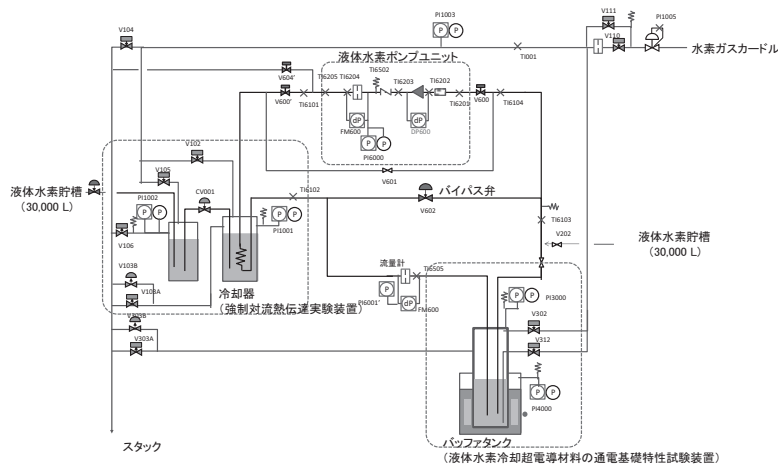 V104
PI1003
V111
PI1005
V110
TI001
水素ガスカードル
液体水素ポンプユニット
V604'
TI6205
TI6204
TI6502
TI6203
TI6202
V600'
TI6101
TI6201
V600
TI6104
FM600
DP600
PI6000
V601
V102
V105
CV001
液体水素貯槽
(30,000 L)
PI1002
V106
PI1001
TI6102
バイパス弁
V602
TI6103
V202
液体水素貯槽
(30,000 L)
V103B
V103A
冷却器
(強制対流熱伝達実験装置)
流量計
TI6505
PI6001'
FM600
PI3000
V302
V312
V303B
V303A
PI4000
スタック
バッファタンク
(液体水素冷却超電導材料の通電基礎特性試験装置)